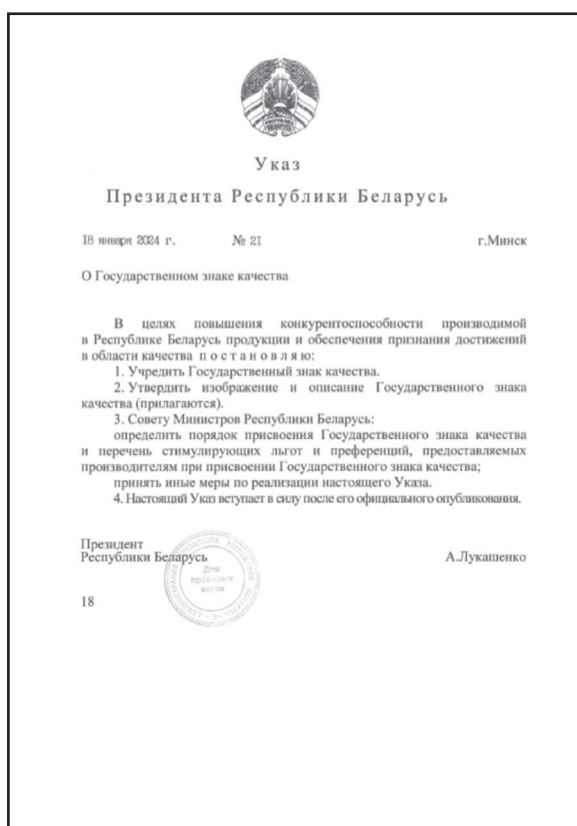 Указ
Президента Республики Беларусь
18 января 2024 г. № 21 г.Минск
О Государственном знаке качества
В целях повышения конкурентоспособности производимой
в Республике Беларусь продукции и обеспечения признания достижений
в области качества п о с т а н о в л я ю:
1. Учредить Государственный знак качества.
2. Утвердить изображение и описание Государственного знака
качества (прилагаются).
3. Совету Министров Республики Беларусь:
определить порядок присвоения Государственного знака качества
и перечень стимулирующих льгот и преференций, предоставляемых
производителям при присвоении Государственного знака качества;
принять иные меры по реализации настоящего Указа.
4. Настоящий Указ вступает в силу после его официального опубликования.
Президент
Республики Беларусь А.Лукашенко
Для
правовых
актов
18